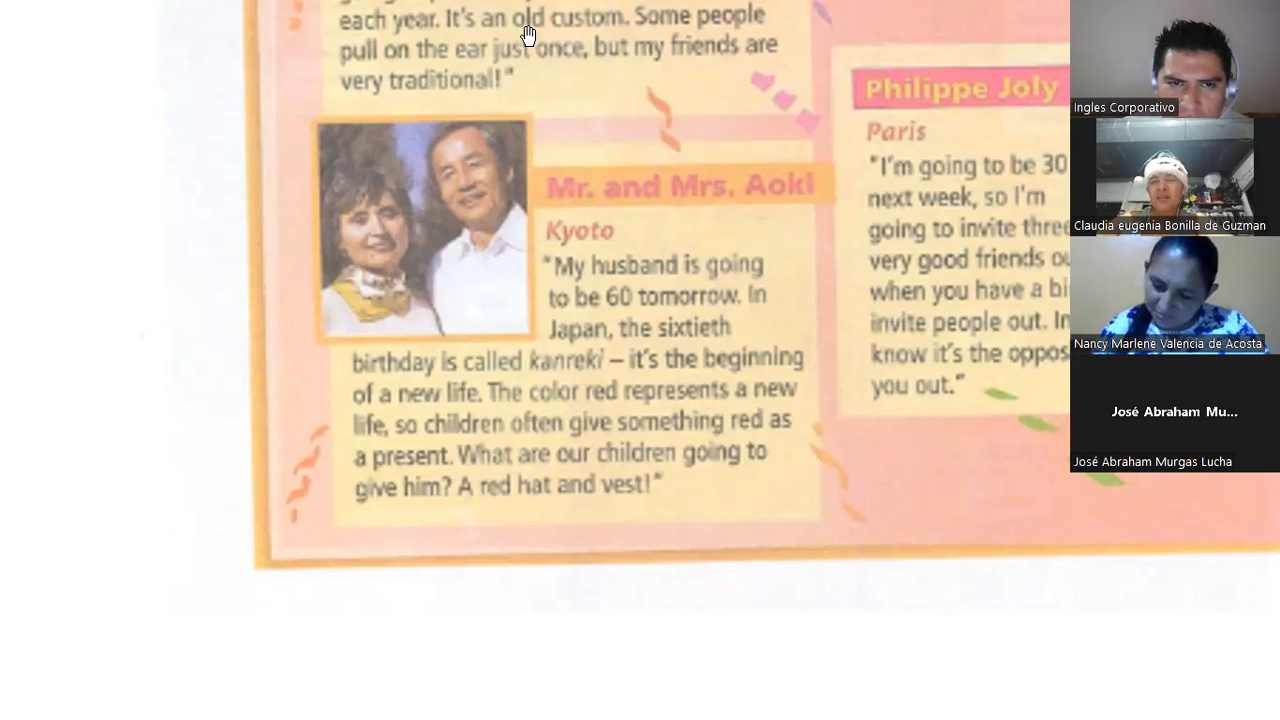 each year. It's an old custom. Some people
pull on the ear just once, but my friends are
very traditional!"
Mr. and Mrs. Aoki
Kyoto
"My husband is going
to be 60 tomorrow. In
Japan, the sixtieth
birthday is called kanreki – it's the beginning
of a new life. The color red represents a new
life, so children often give something red as
a present. What are our children going to
give him? A red hat and vest!"
Philippe Joly
Paris
"I'm going to be 30
next week, so I'm
going to invite three
very good friends
when you have a
invite people out.
know it's the
you out."
Ingles Corporativo
Claudia eugenia Bonilla de Guzman
Nancy Marlene Valencia de Acosta
José Abraham Mu...
José Abraham Murgas Lucha